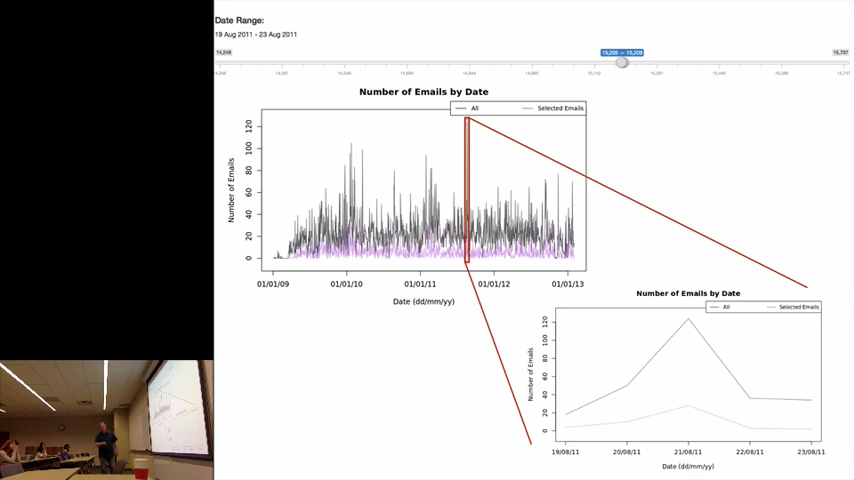 Date Range:
19 Aug 2011 - 23 Aug 2011
14,248
15,205 — 15,209
15,737
Number of Emails by Date
All
Selected Emails
Number of Emails
120
100
80
60
40
20
0
01/01/09
01/01/10
01/01/11
01/01/12
01/01/13
Date (dd/mm/yy)
Number of Emails by Date
All
Selected Emails
Number of Emails
120
100
80
60
40
20
0
19/08/11
20/08/11
21/08/11
22/08/11
23/08/11
Date (dd/mm/yy)